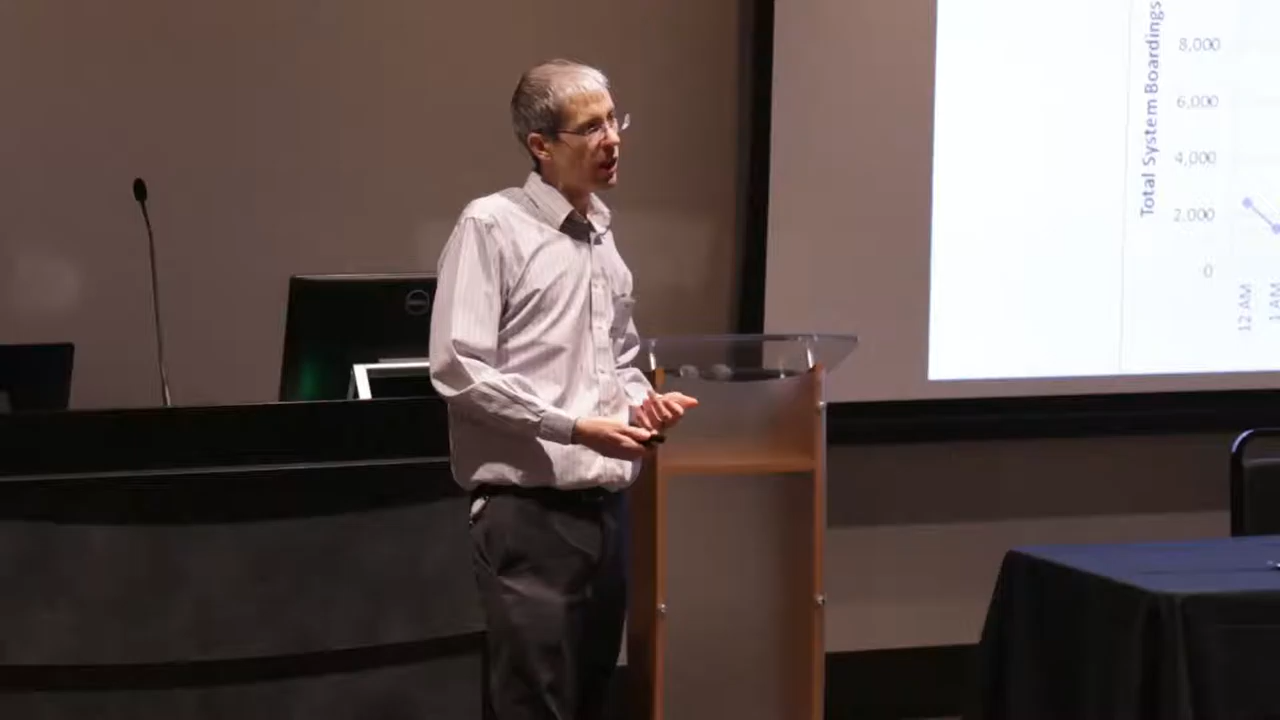 Total System Boardings
8,000
6,000
4,000
2,000
0
12 AM
1 AM
DELL